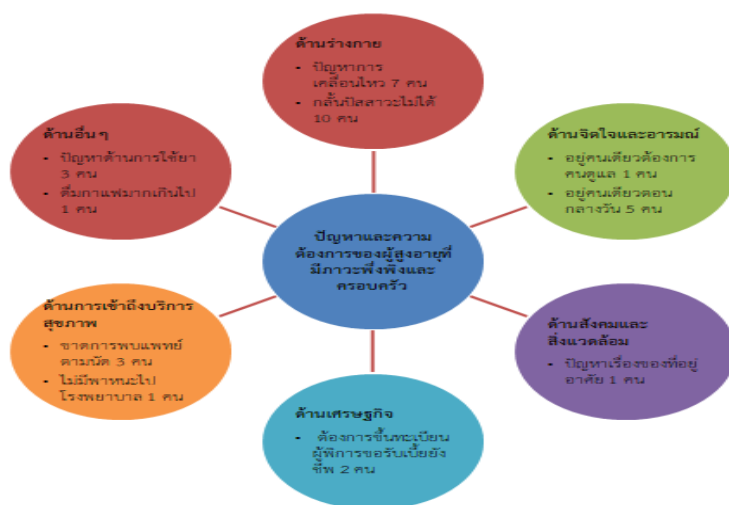 ด้านร่างกาย
- ปัญหาการ
เคลื่อนไหว 7 คน
- กลั้นปัสสาวะไม่ได้
10 คน
ด้านจิตใจและอารมณ์
- อยู่คนเดียวต้องการ
คนดูแล 1 คน
- อยู่คนเดียวตอน
กลางวัน 5 คน
ด้านสังคมและ
สิ่งแวดล้อม
- ปัญหาเรื่องของที่อยู่
อาศัย 1 คน
ด้านเศรษฐกิจ
- ต้องการขึ้นทะเบียน
ผู้พิการขอรับเบี้ยยัง
ชีพ 2 คน
ด้านการเข้าถึงบริการ
สุขภาพ
- ขาดการพบแพทย์
ตามนัด 3 คน
- ไม่มีพาหนะไป
โรงพยาบาล 1 คน
ด้านอื่นๆ
- ปัญหาด้านการใช้ยา
3 คน
- ดื่มกาแฟมากเกินไป
1 คน
ปัญหาและความ
ต้องการของผู้สูงอายุที่
มีภาวะพึ่งพิงและ
ครอบครัว